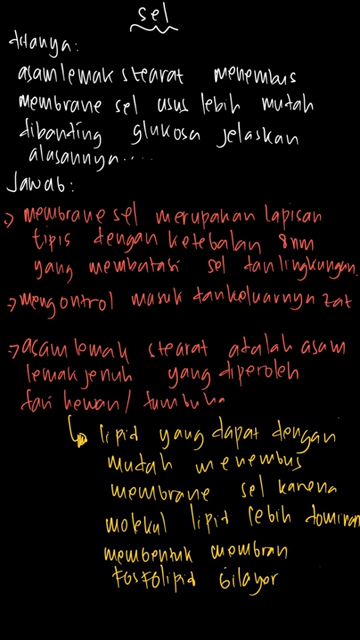 sel
ditanya:
asam lemak stearat menembus
membrane sel usus lebih mudah
dibanding glukosa jelaskan
alasannya....
Jawab:
-> membrane sel merupakan lapisan
tipis dengan ketebalan 8nm
yang membatasi sel dan lingkungan.
-> mengontrol masuk dan keluarnya zat
-> asam lemak stearat adalah asam
lemak jenuh yang diperoleh
dari hewan/tumbuha
lipid yang dapat dengan
mudah menembus
membrane sel karena
molekul lipid lebih dominan
membentuk membran
fosfolipid bilayer